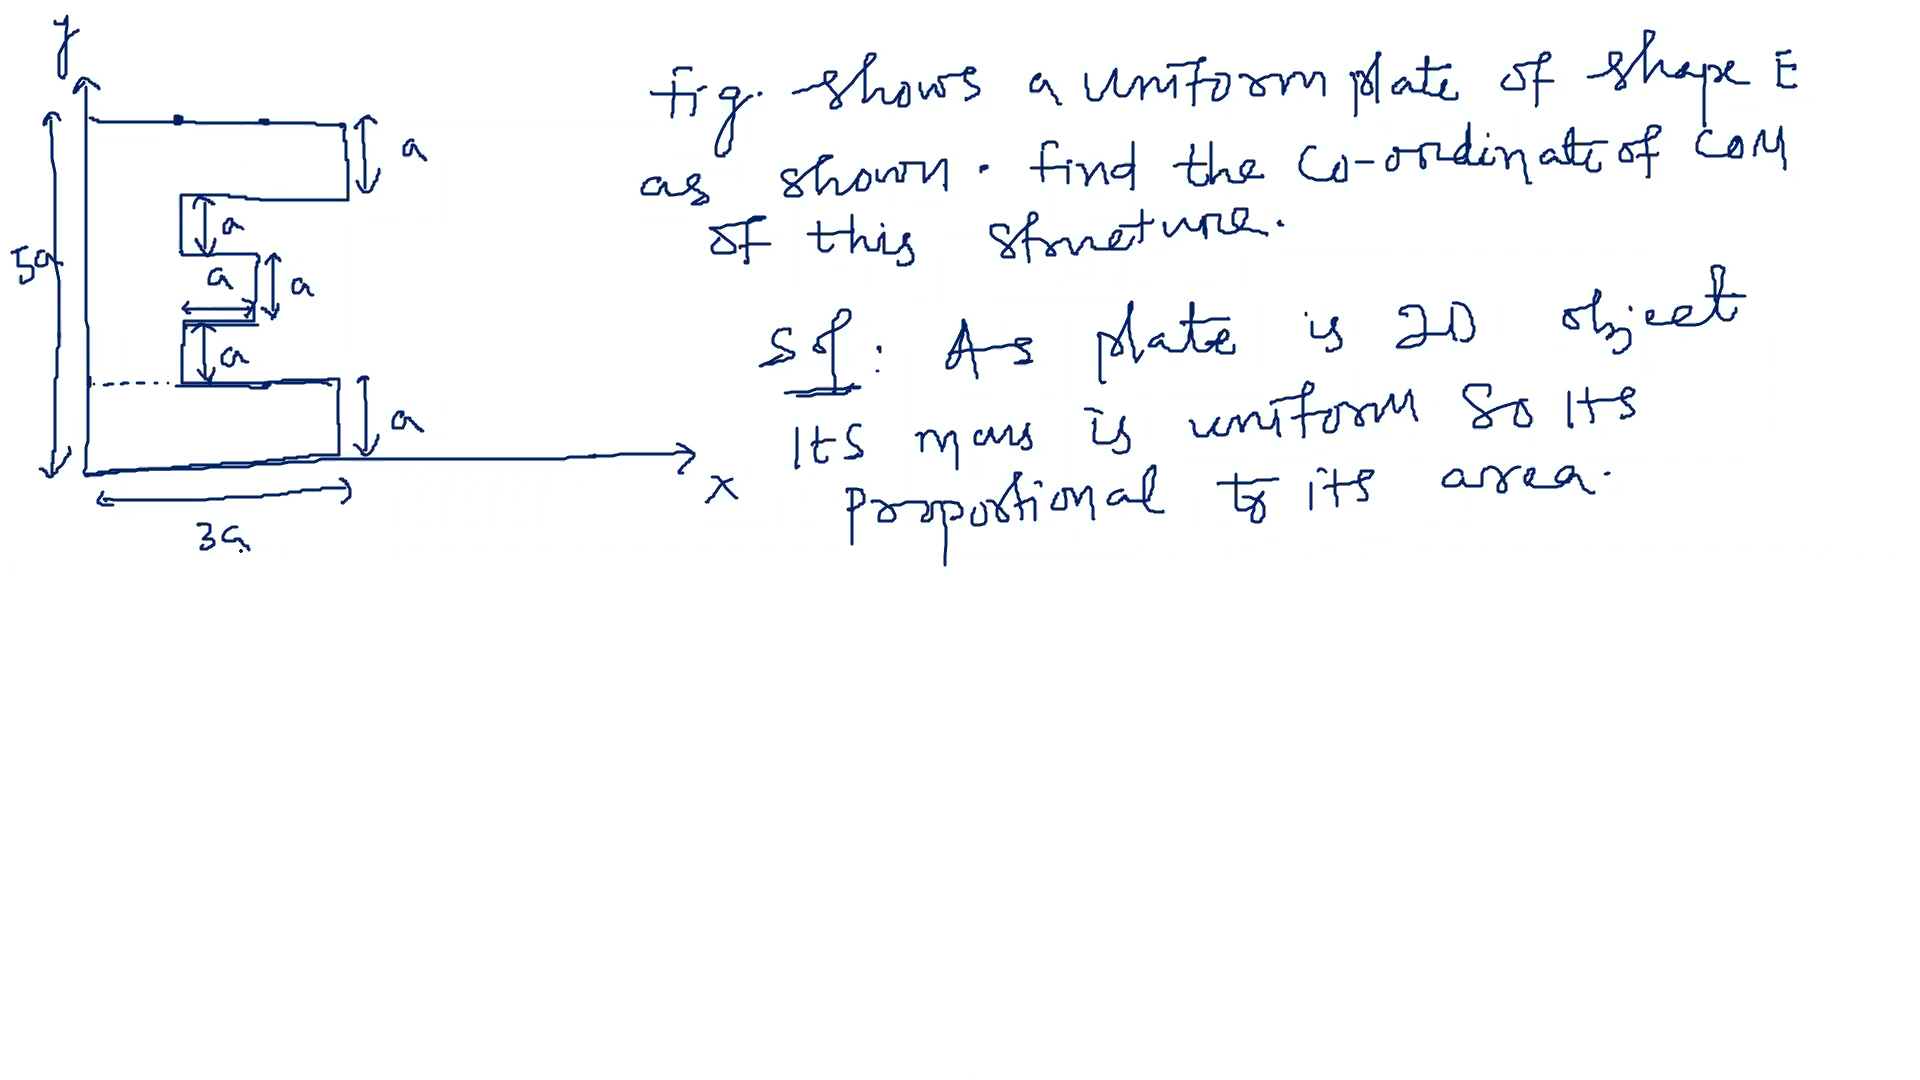 y
5a
a
a
a
a
a
a
3a
x
fig. shows a uniform plate of shape E
as shown. find the co-ordinate of COM
of this structure.
Sol: As plate is 2D object
its mass is uniform so its
proportional to its area.